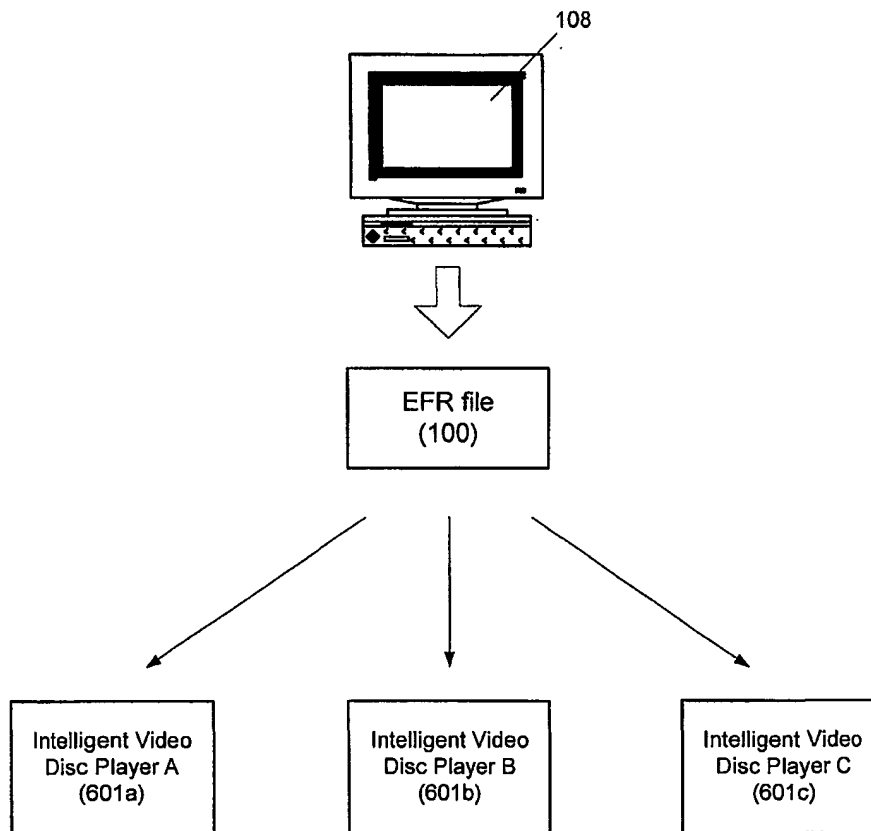 108
EFR file
(100)
Intelligent Video
Disc Player A
(601a)
Intelligent Video
Disc Player B
(601b)
Intelligent Video
Disc Player C
(601c)